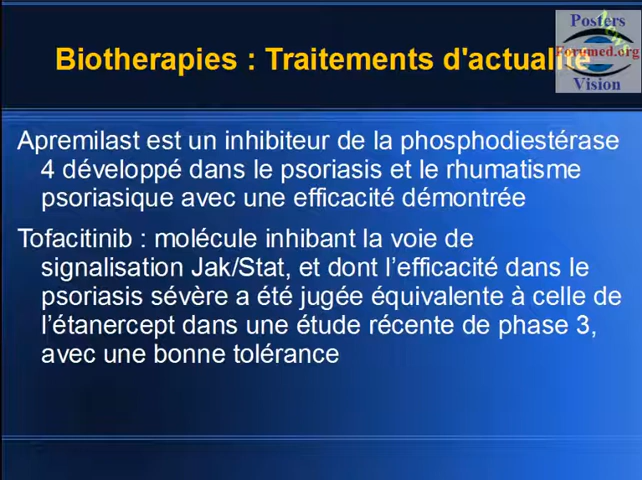 Posters
Forumed.org
Vision
Biotherapies : Traitements d'actualité
Apremilast est un inhibiteur de la phosphodiestérase
4 développé dans le psoriasis et le rhumatisme
psoriasique avec une efficacité démontrée
Tofacitinib : molécule inhibant la voie de
signalisation Jak/Stat, et dont l’efficacité dans le
psoriasis sévère a été jugée équivalente à celle de
l’étanercept dans une étude récente de phase 3,
avec une bonne tolérance